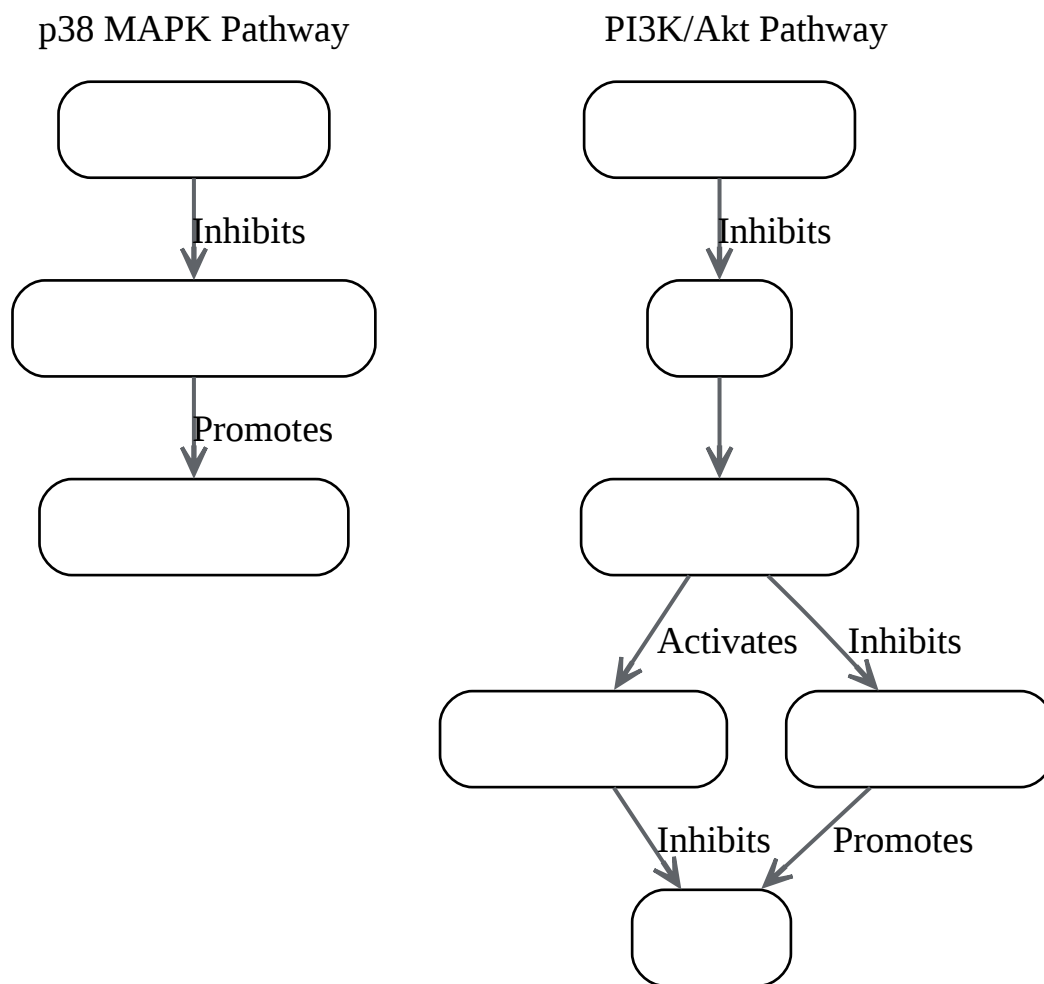 p38 MAPK Pathway
PI3K/Akt Pathway
Inhibits
Inhibits
Promotes
Activates
Inhibits
Inhibits
Promotes